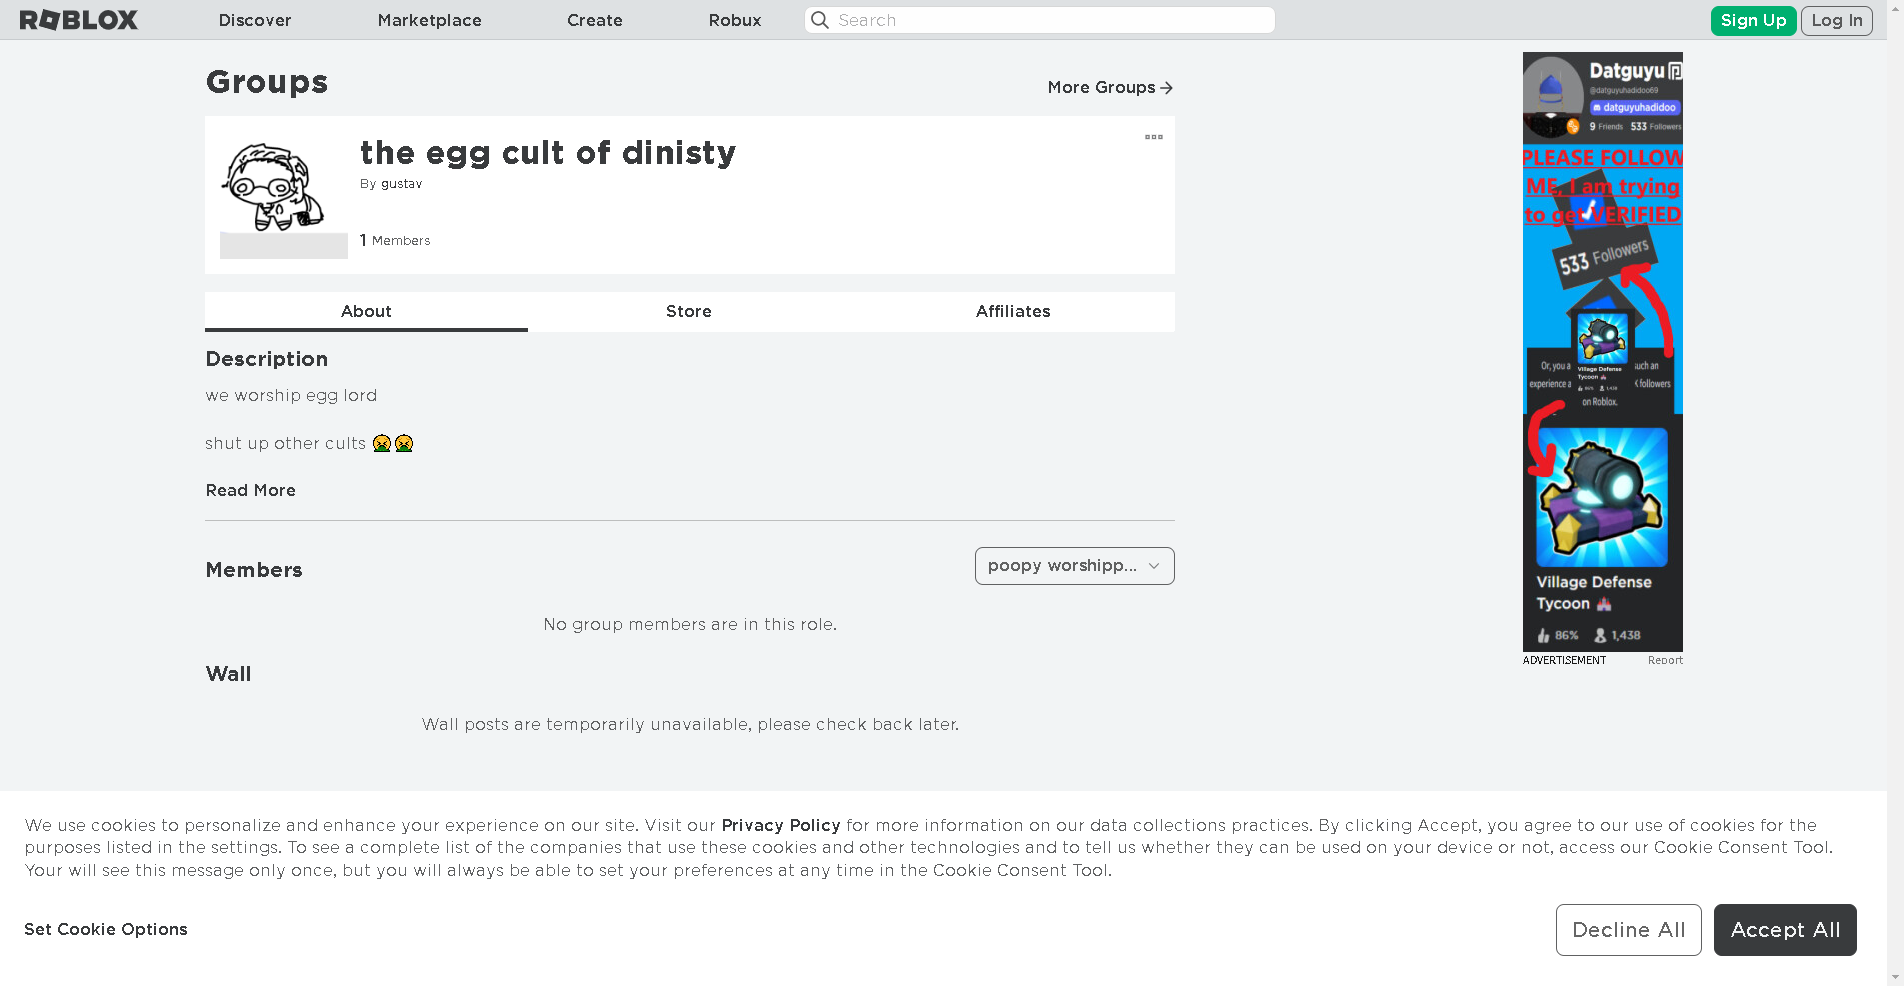 ROBLOX Discover Marketplace Create Robux Search Sign Up Log In
Groups
More Groups
the egg cult of dinisty
By gustav
1 Members
About Store Affiliates
Description
we worship egg lord
shut up other cults 🤮🤮
Read More
Members
poopy worshipp...
No group members are in this role.
Wall
Wall posts are temporarily unavailable, please check back later.
Datguyu
@datguyuhadidoo69
datguyuhadidoo
9 Friends 533 Followers
PLEASE FOLLOW
ME, I am trying
to get VERIFIED
533 Followers
Or, you a
such an
Village Defense
Tycoon
experience a
K followers
86% 1,438
on Roblox.
Village Defense
Tycoon
86% 1,438
ADVERTISEMENT Report
We use cookies to personalize and enhance your experience on our site. Visit our Privacy Policy for more information on our data collections practices. By clicking Accept, you agree to our use of cookies for the
purposes listed in the settings. To see a complete list of the companies that use these cookies and other technologies and to tell us whether they can be used on your device or not, access our Cookie Consent Tool.
Your will see this message only once, but you will always be able to set your preferences at any time in the Cookie Consent Tool.
Set Cookie Options
Decline All
Accept All